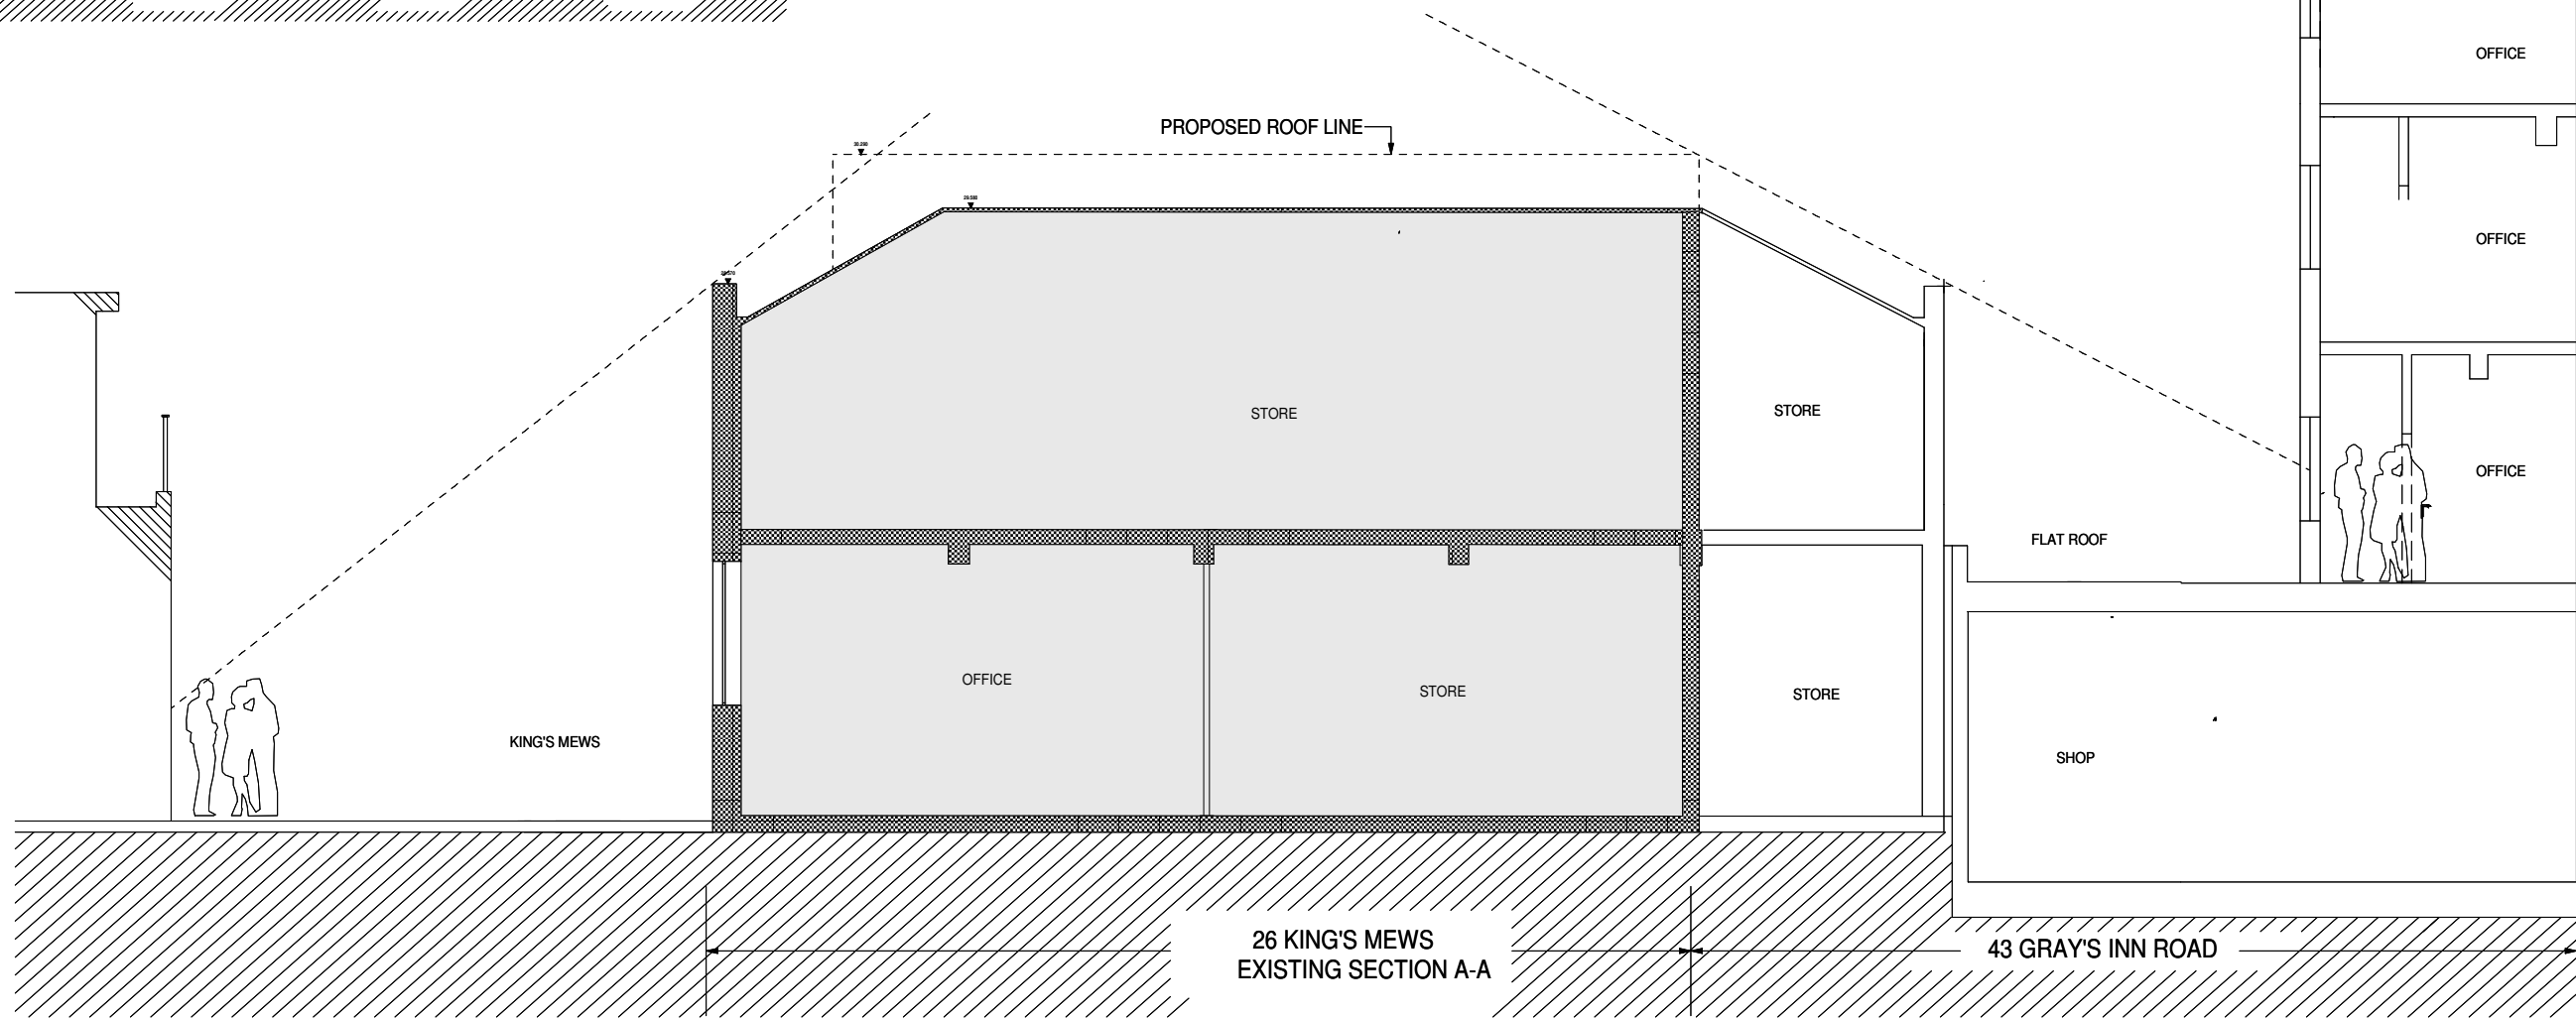 OFFICE
PROPOSED ROOF LINE
OFFICE
STORE
STORE
OFFICE
FLAT ROOF
OFFICE
STORE
STORE
KING'S MEWS
SHOP
26 KING'S MEWS
EXISTING SECTION A-A
43 GRAY'S INN ROAD